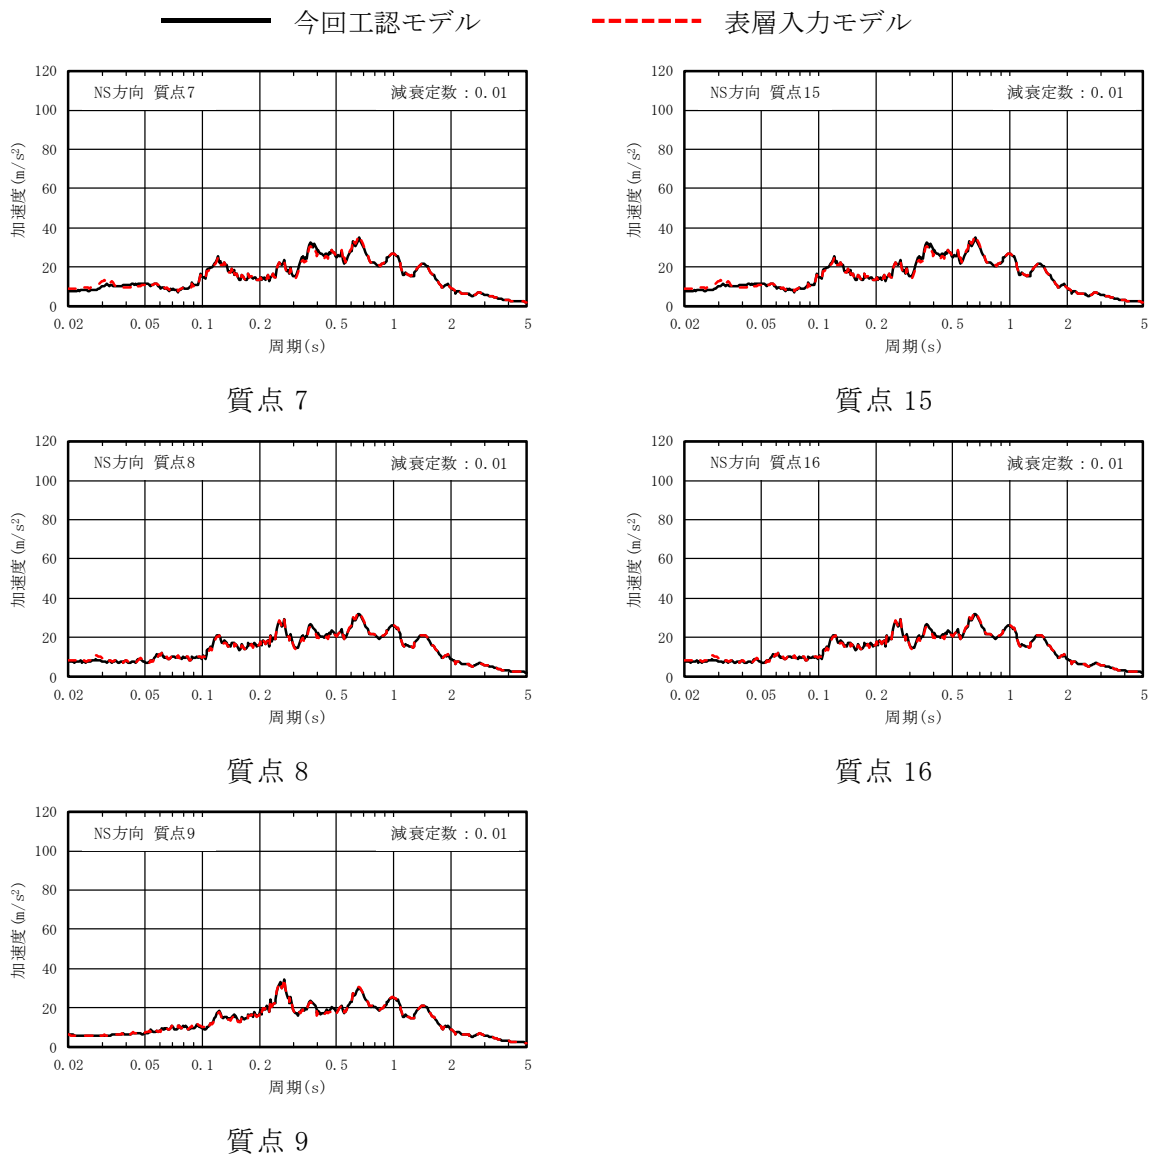 今回工認モデル 表層入力モデル
120
100
80
60
40
20
0
加速度(m/s²)
NS方向 質点7 減衰定数：0.01
0.02 0.05 0.1 0.2 0.5 1 2 5
周期(s)
質点 7
120
100
80
60
40
20
0
加速度(m/s²)
NS方向 質点15 減衰定数：0.01
0.02 0.05 0.1 0.2 0.5 1 2 5
周期(s)
質点 15
120
100
80
60
40
20
0
加速度(m/s²)
NS方向 質点8 減衰定数：0.01
0.02 0.05 0.1 0.2 0.5 1 2 5
周期(s)
質点 8
120
100
80
60
40
20
0
加速度(m/s²)
NS方向 質点16 減衰定数：0.01
0.02 0.05 0.1 0.2 0.5 1 2 5
周期(s)
質点 16
120
100
80
60
40
20
0
加速度(m/s²)
NS方向 質点9 減衰定数：0.01
0.02 0.05 0.1 0.2 0.5 1 2 5
周期(s)
質点 9